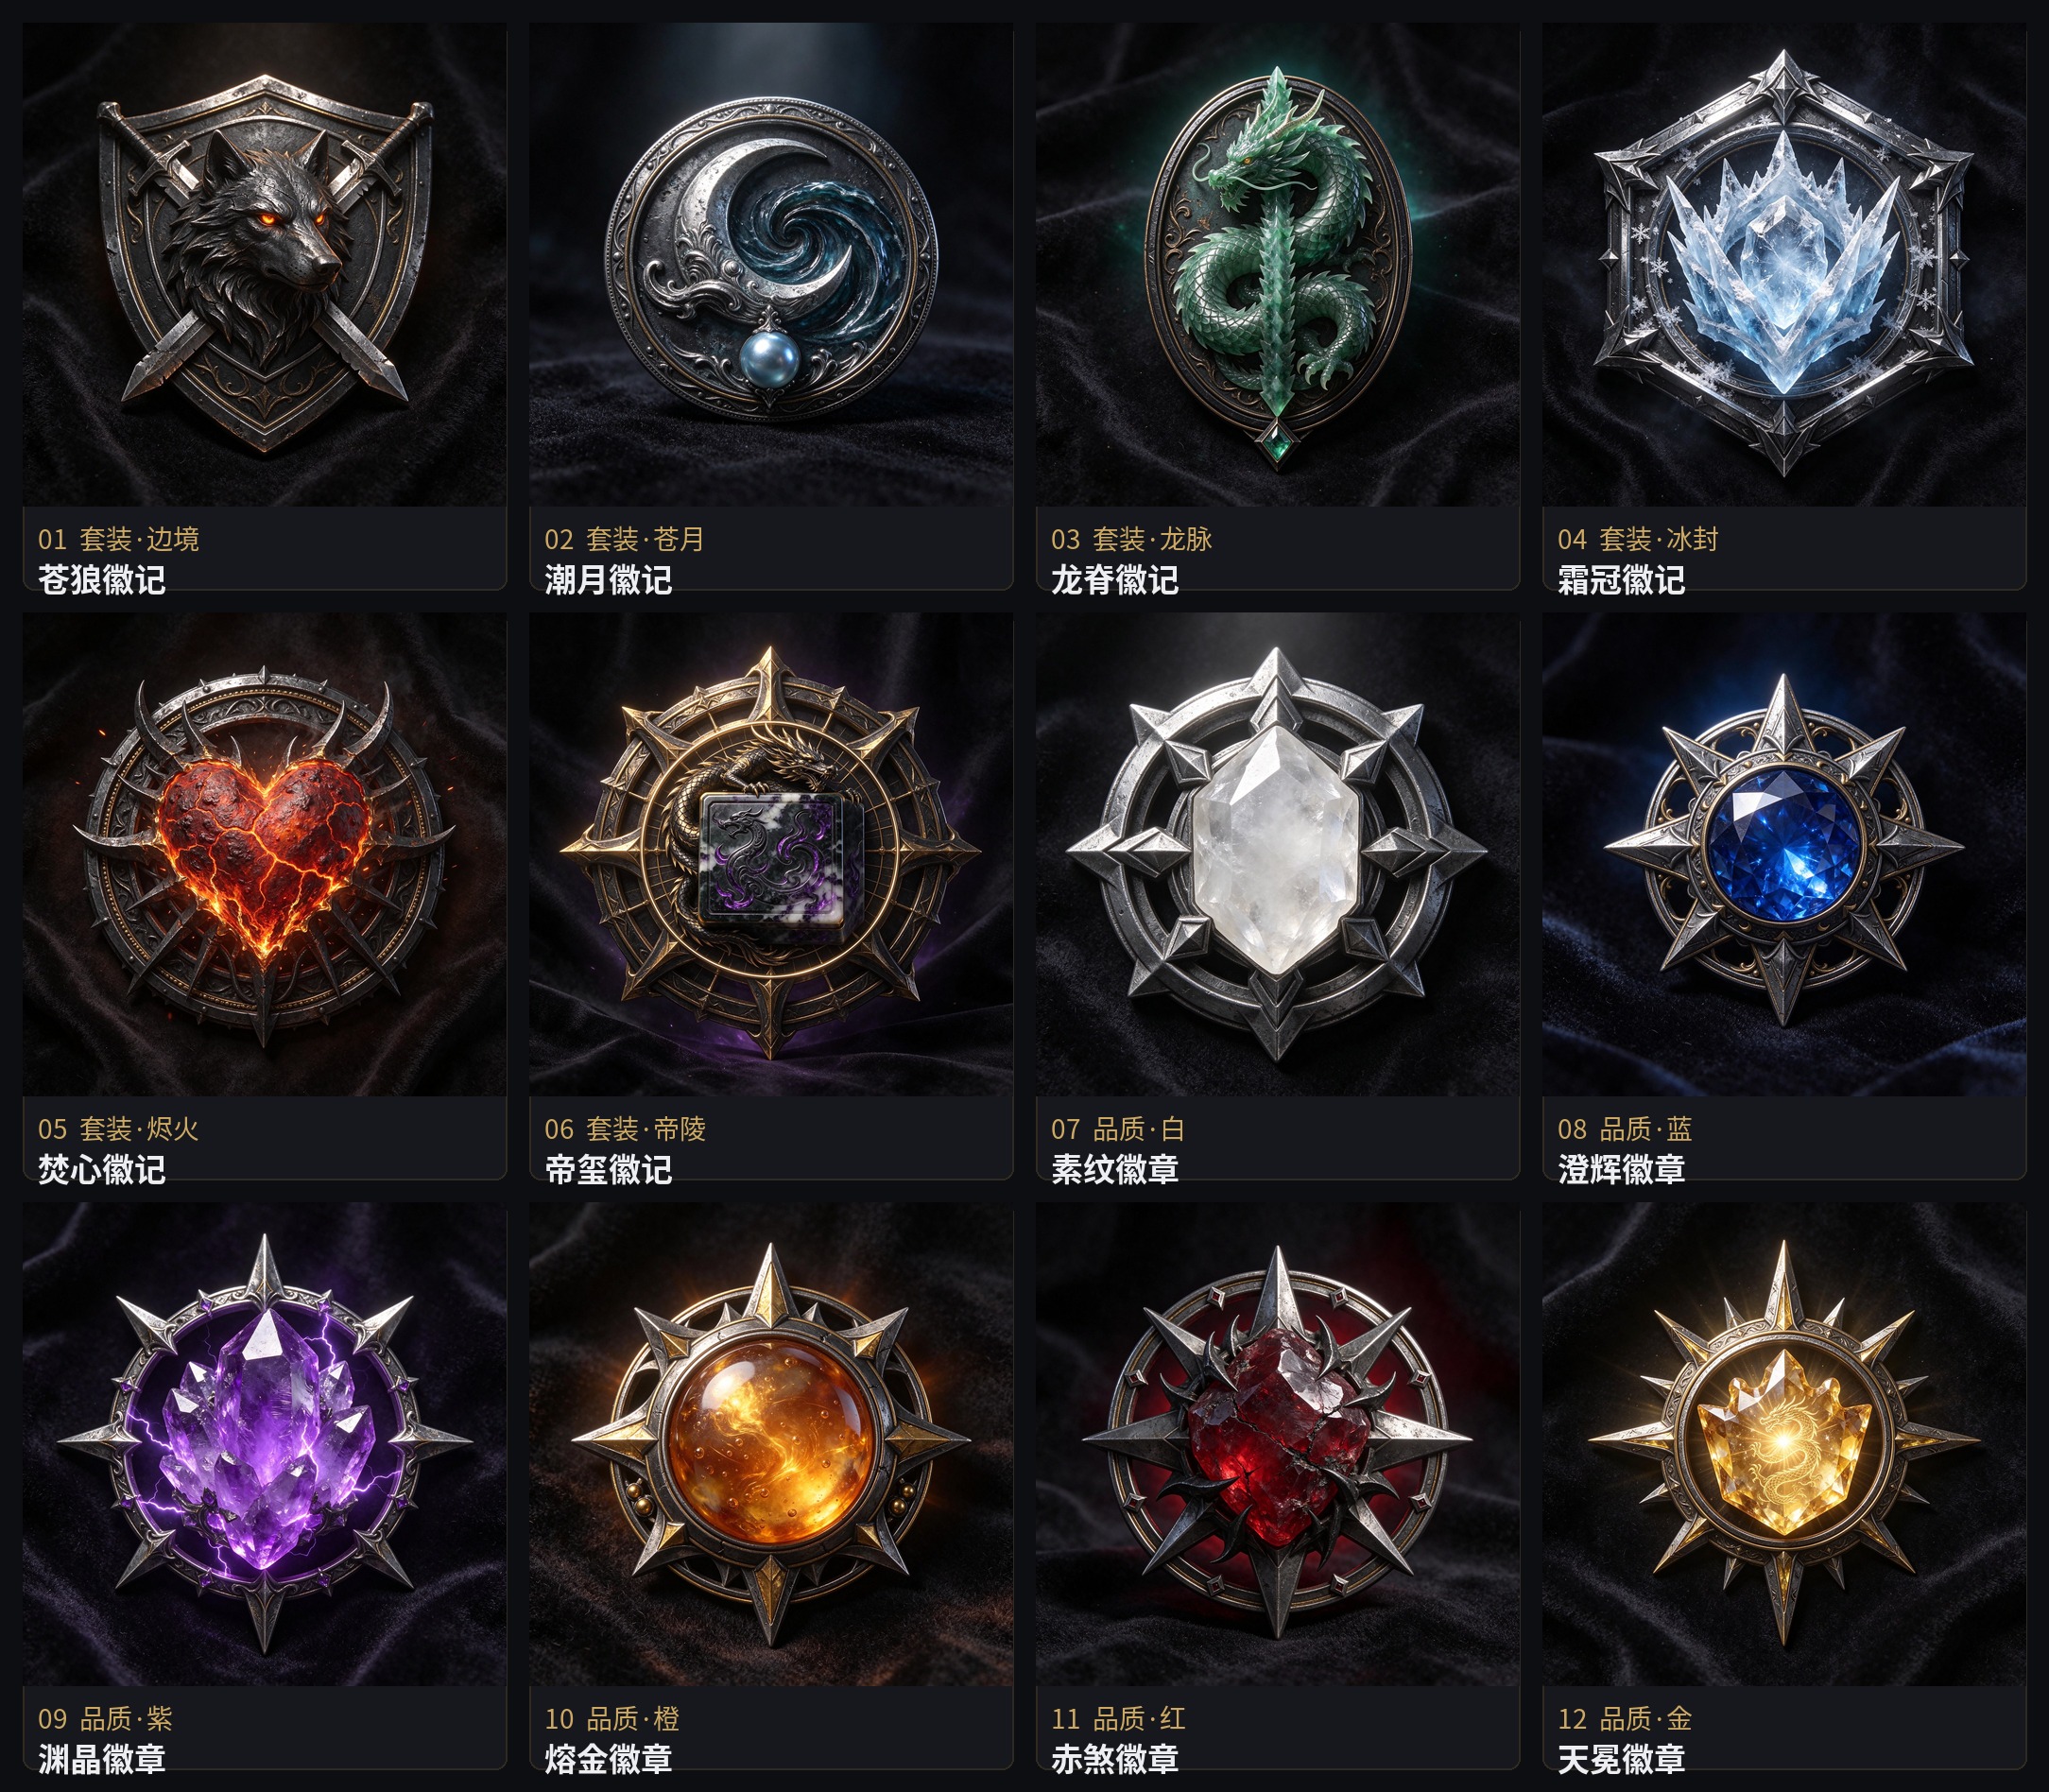 01 套装·边境
苍狼徽记
02 套装·苍月
潮月徽记
03 套装·龙脉
龙脊徽记
04 套装·冰封
霜冠徽记
05 套装·烬火
焚心徽记
06 套装·帝陵
帝玺徽记
07 品质·白
素纹徽章
08 品质·蓝
澄辉徽章
09 品质·紫
渊晶徽章
10 品质·橙
熔金徽章
11 品质·红
赤煞徽章
12 品质·金
天冕徽章